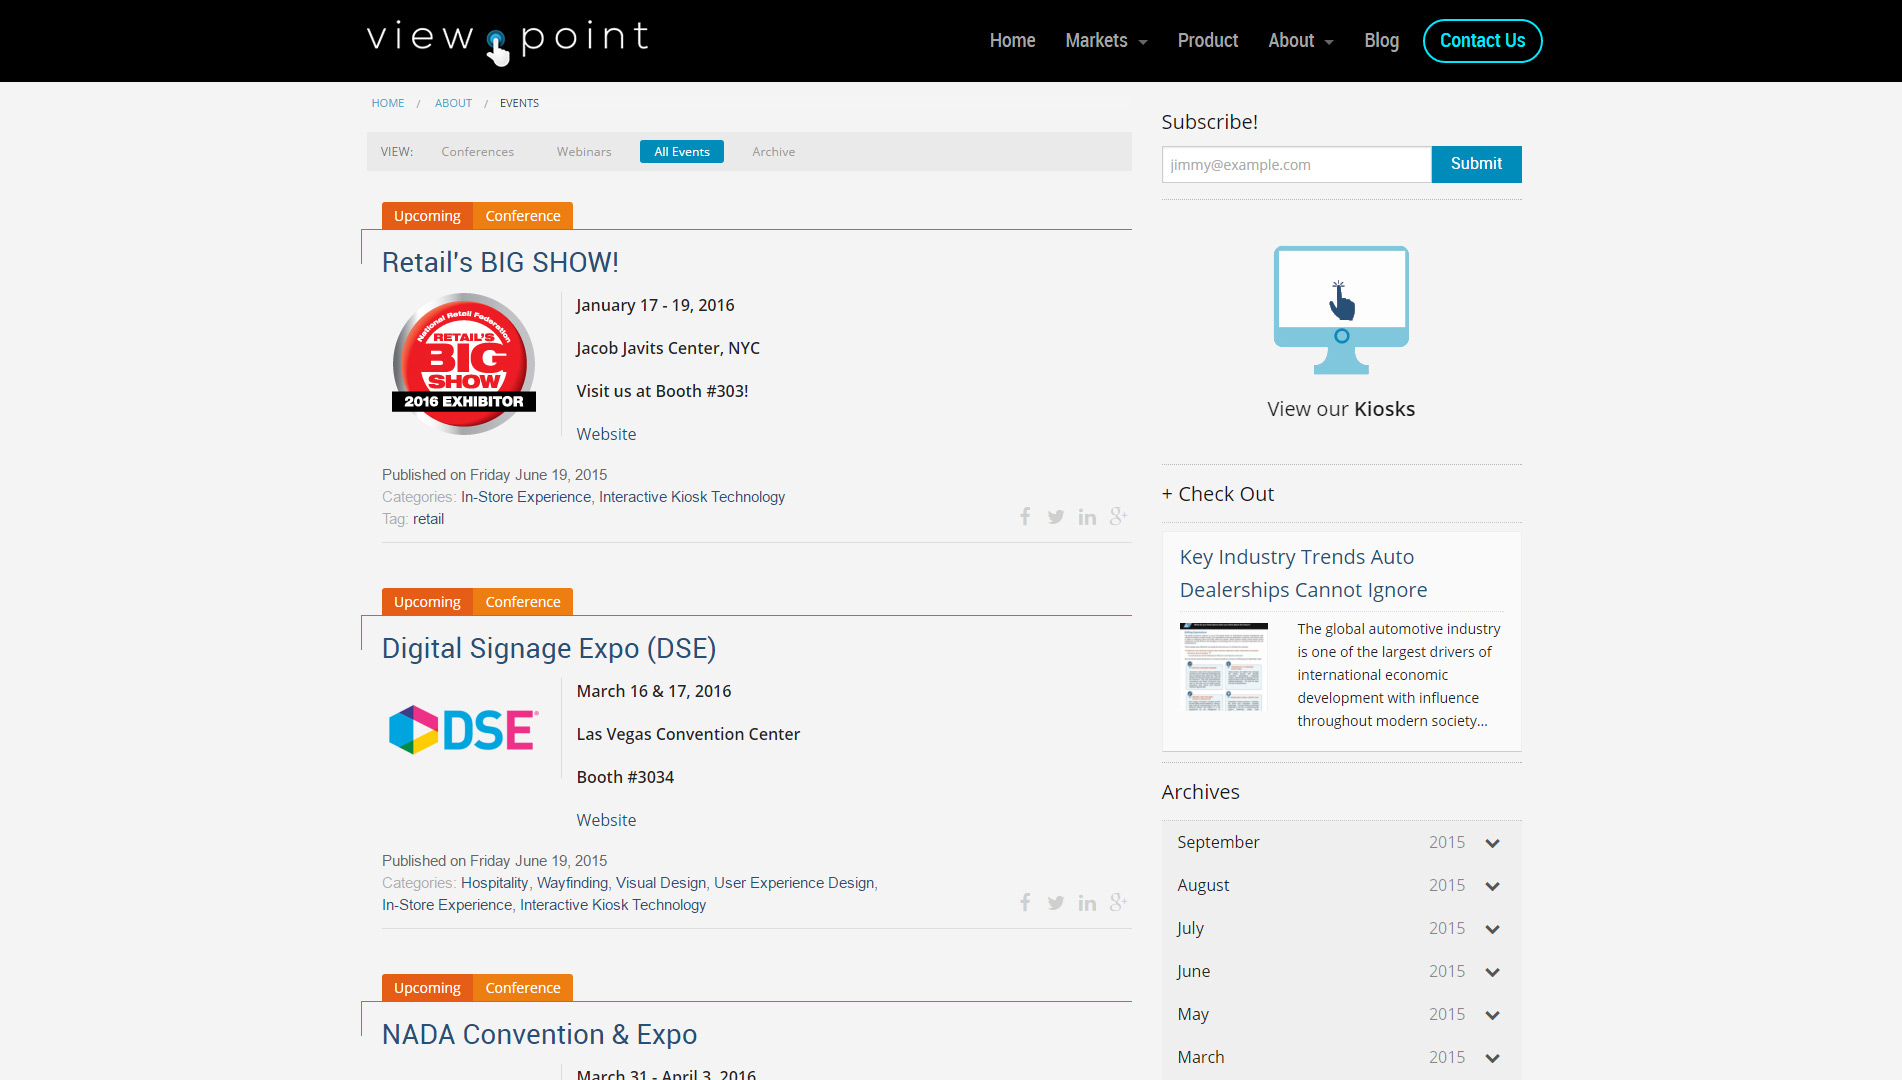 view point
Home Markets Product About Blog Contact Us
HOME / ABOUT / EVENTS
VIEW: Conferences Webinars All Events Archive
Upcoming Conference
Retail's BIG SHOW!
National Retail Federation
RETAIL'S
BIG
SHOW
2016 EXHIBITOR
January 17 - 19, 2016
Jacob Javits Center, NYC
Visit us at Booth #303!
Website
Published on Friday June 19, 2015
Categories: In-Store Experience, Interactive Kiosk Technology
Tag: retail
Upcoming Conference
Digital Signage Expo (DSE)
DSE
March 16 & 17, 2016
Las Vegas Convention Center
Booth #3034
Website
Published on Friday June 19, 2015
Categories: Hospitality, Wayfinding, Visual Design, User Experience Design,
In-Store Experience, Interactive Kiosk Technology
Upcoming Conference
NADA Convention & Expo
March 31 - April 3, 2016
Subscribe!
jimmy@example.com Submit
View our Kiosks
+ Check Out
Key Industry Trends Auto
Dealerships Cannot Ignore
The global automotive industry
is one of the largest drivers of
international economic
development with influence
throughout modern society...
Archives
September 2015
August 2015
July 2015
June 2015
May 2015
March 2015